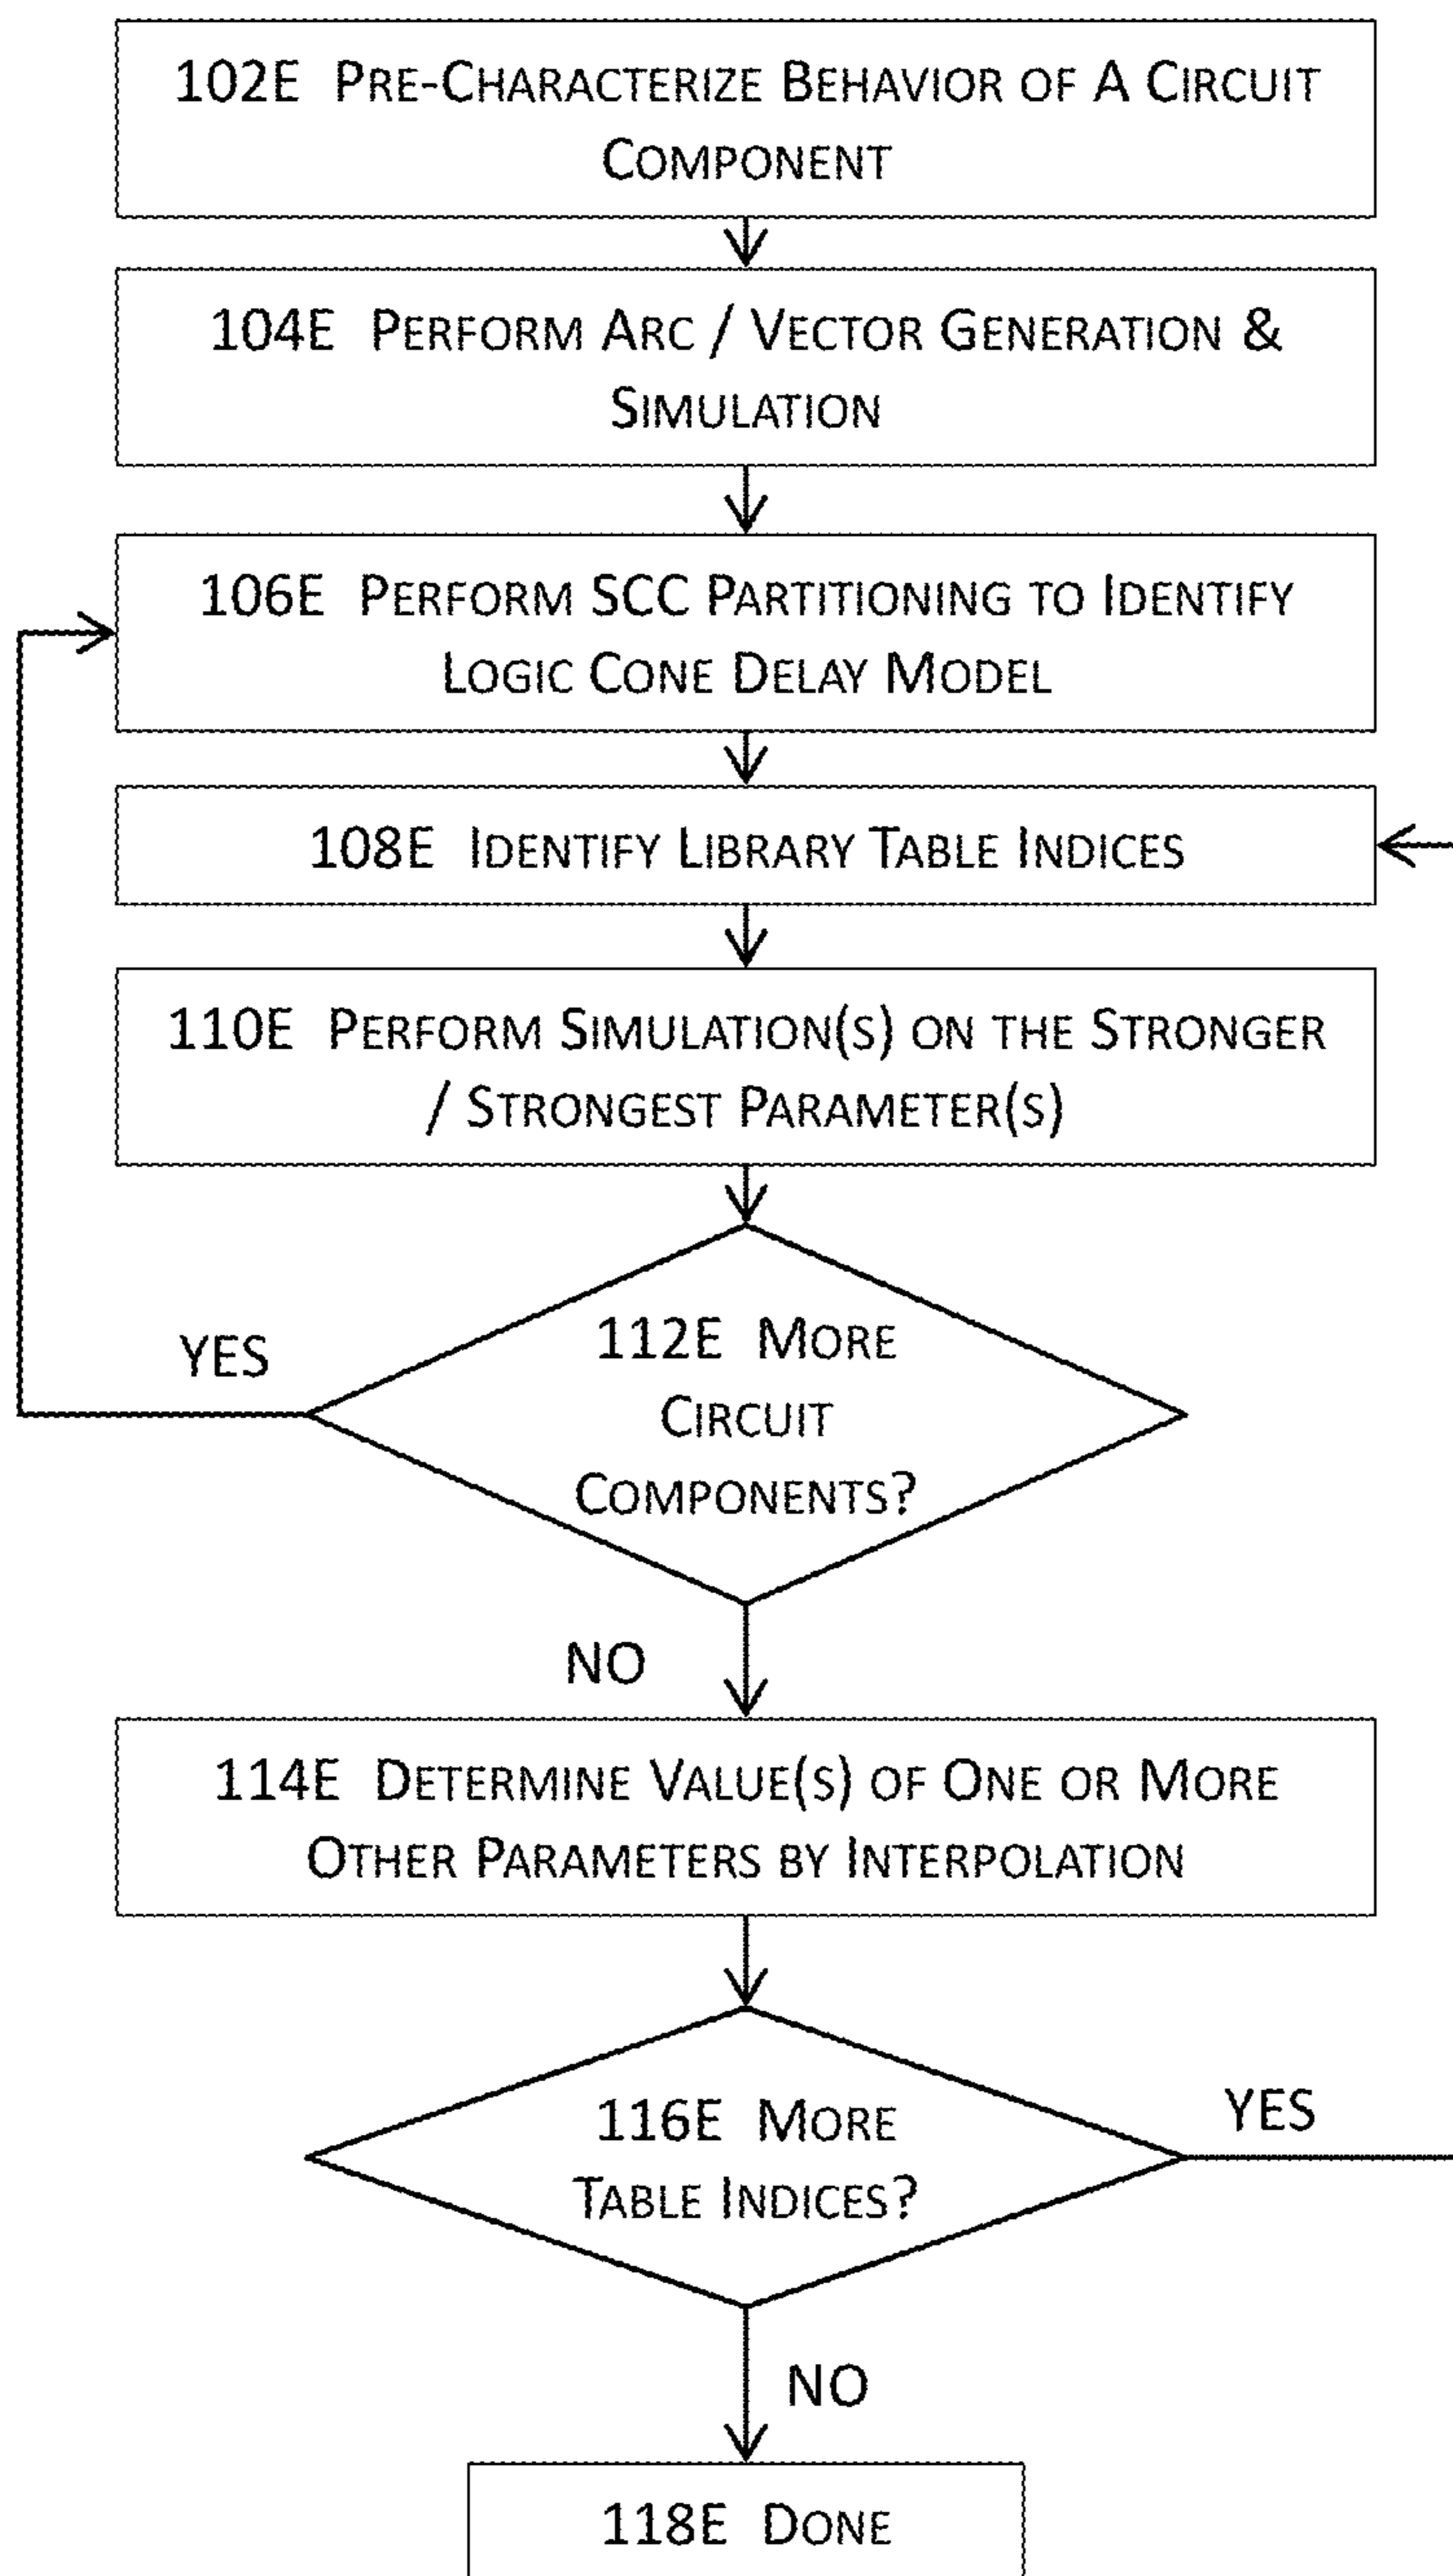 102E PRE-CHARACTERIZE BEHAVIOR OF A CIRCUIT
COMPONENT
104E PERFORM ARC / VECTOR GENERATION &
SIMULATION
106E PERFORM SCC PARTITIONING TO IDENTIFY
LOGIC CONE DELAY MODEL
108E IDENTIFY LIBRARY TABLE INDICES
110E PERFORM SIMULATION(S) ON THE STRONGER
/ STRONGEST PARAMETER(S)
YES
112E MORE
CIRCUIT
COMPONENTS?
NO
114E DETERMINE VALUE(S) OF ONE OR MORE
OTHER PARAMETERS BY INTERPOLATION
116E MORE
TABLE INDICES?
YES
NO
118E DONE